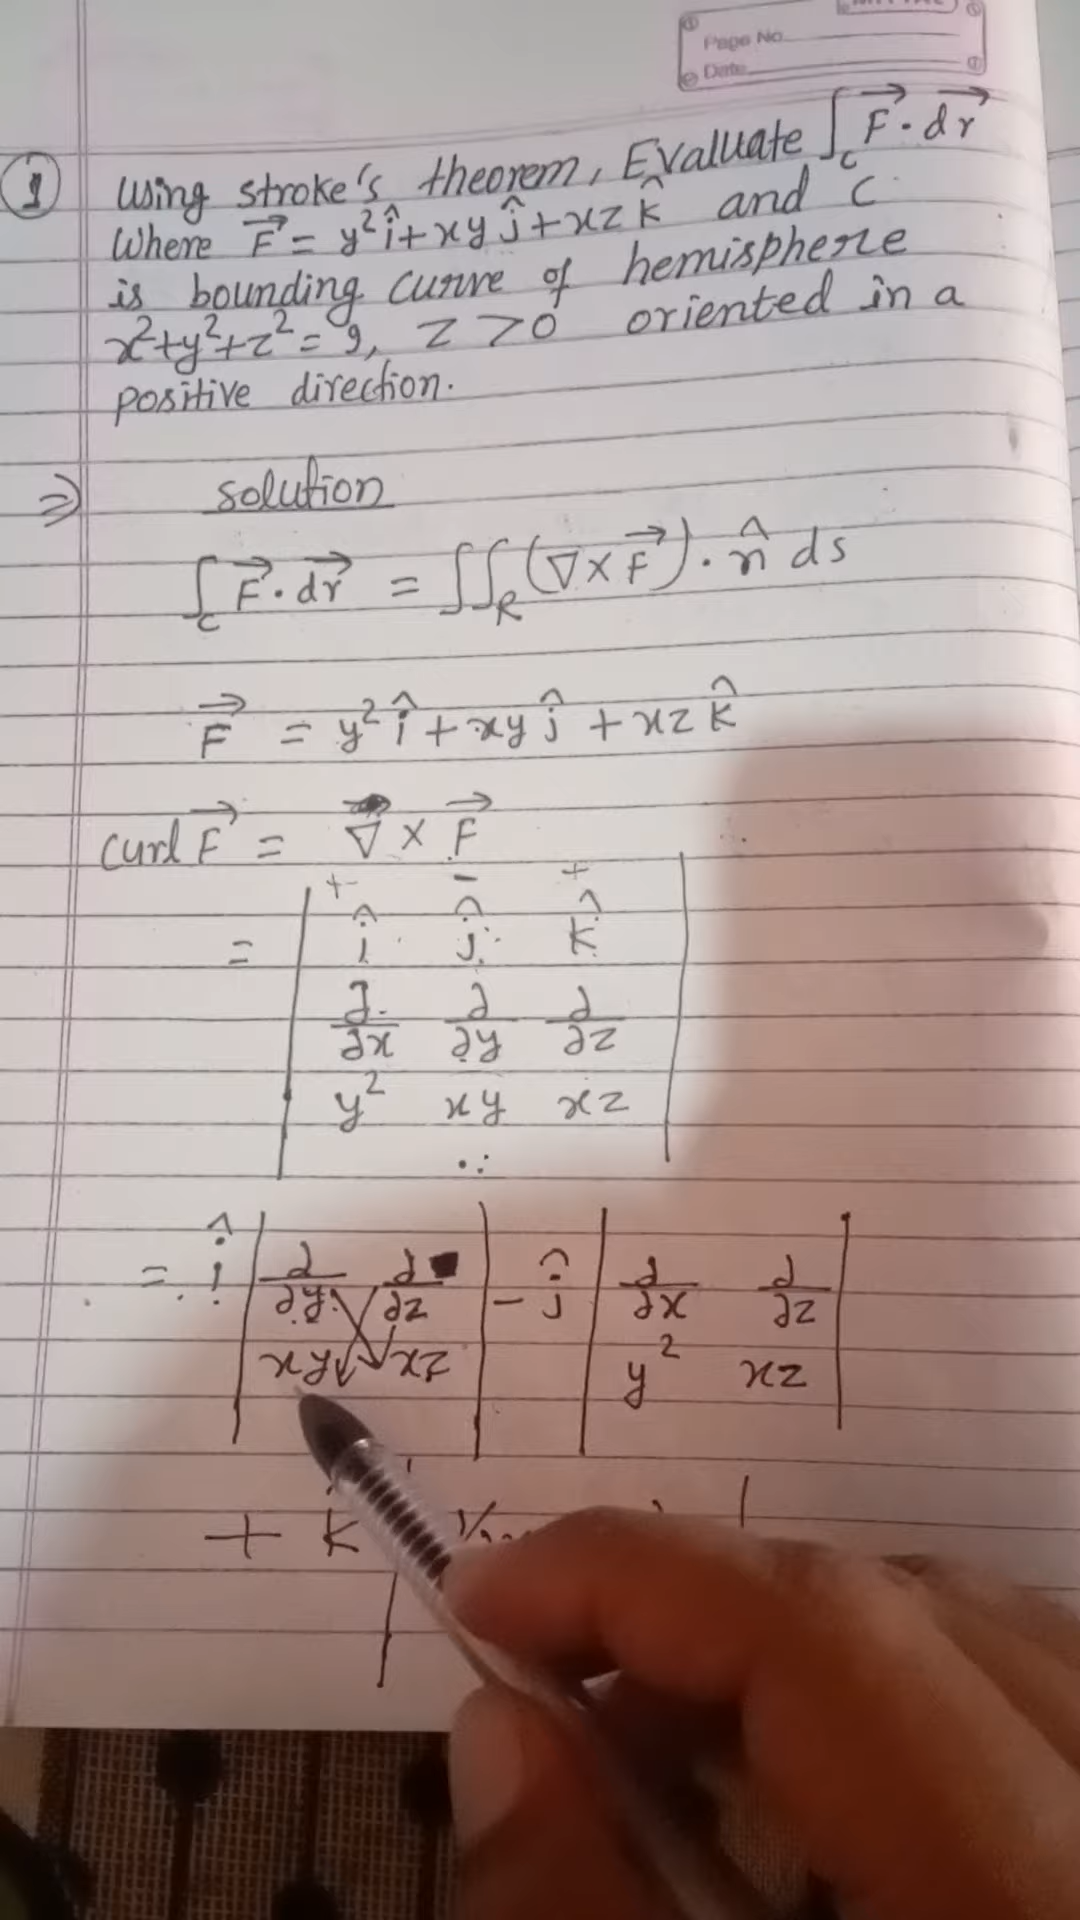 Page No.
Date
1 Using stroke's theorem, Evaluate ∫c F⃗ · dr⃗
Where F⃗ = y² î + xy ĵ + xz k̂ and C
is bounding curve of hemisphere
x²+y²+z² = 9, z > 0 oriented in a
positive direction.
⇒ solution
∫c F⃗ · dr⃗ = ∬R (∇ × F⃗) · n̂ ds
F⃗ = y² î + xy ĵ + xz k̂
Curl F⃗ = ∇ × F⃗
+ - +
= | î ĵ k̂ |
| ∂/∂x ∂/∂y ∂/∂z |
| y² xy xz |
= î | ∂/∂y ∂/∂z | - ĵ | ∂/∂x ∂/∂z |
| xy xz | | y² xz |
+ k